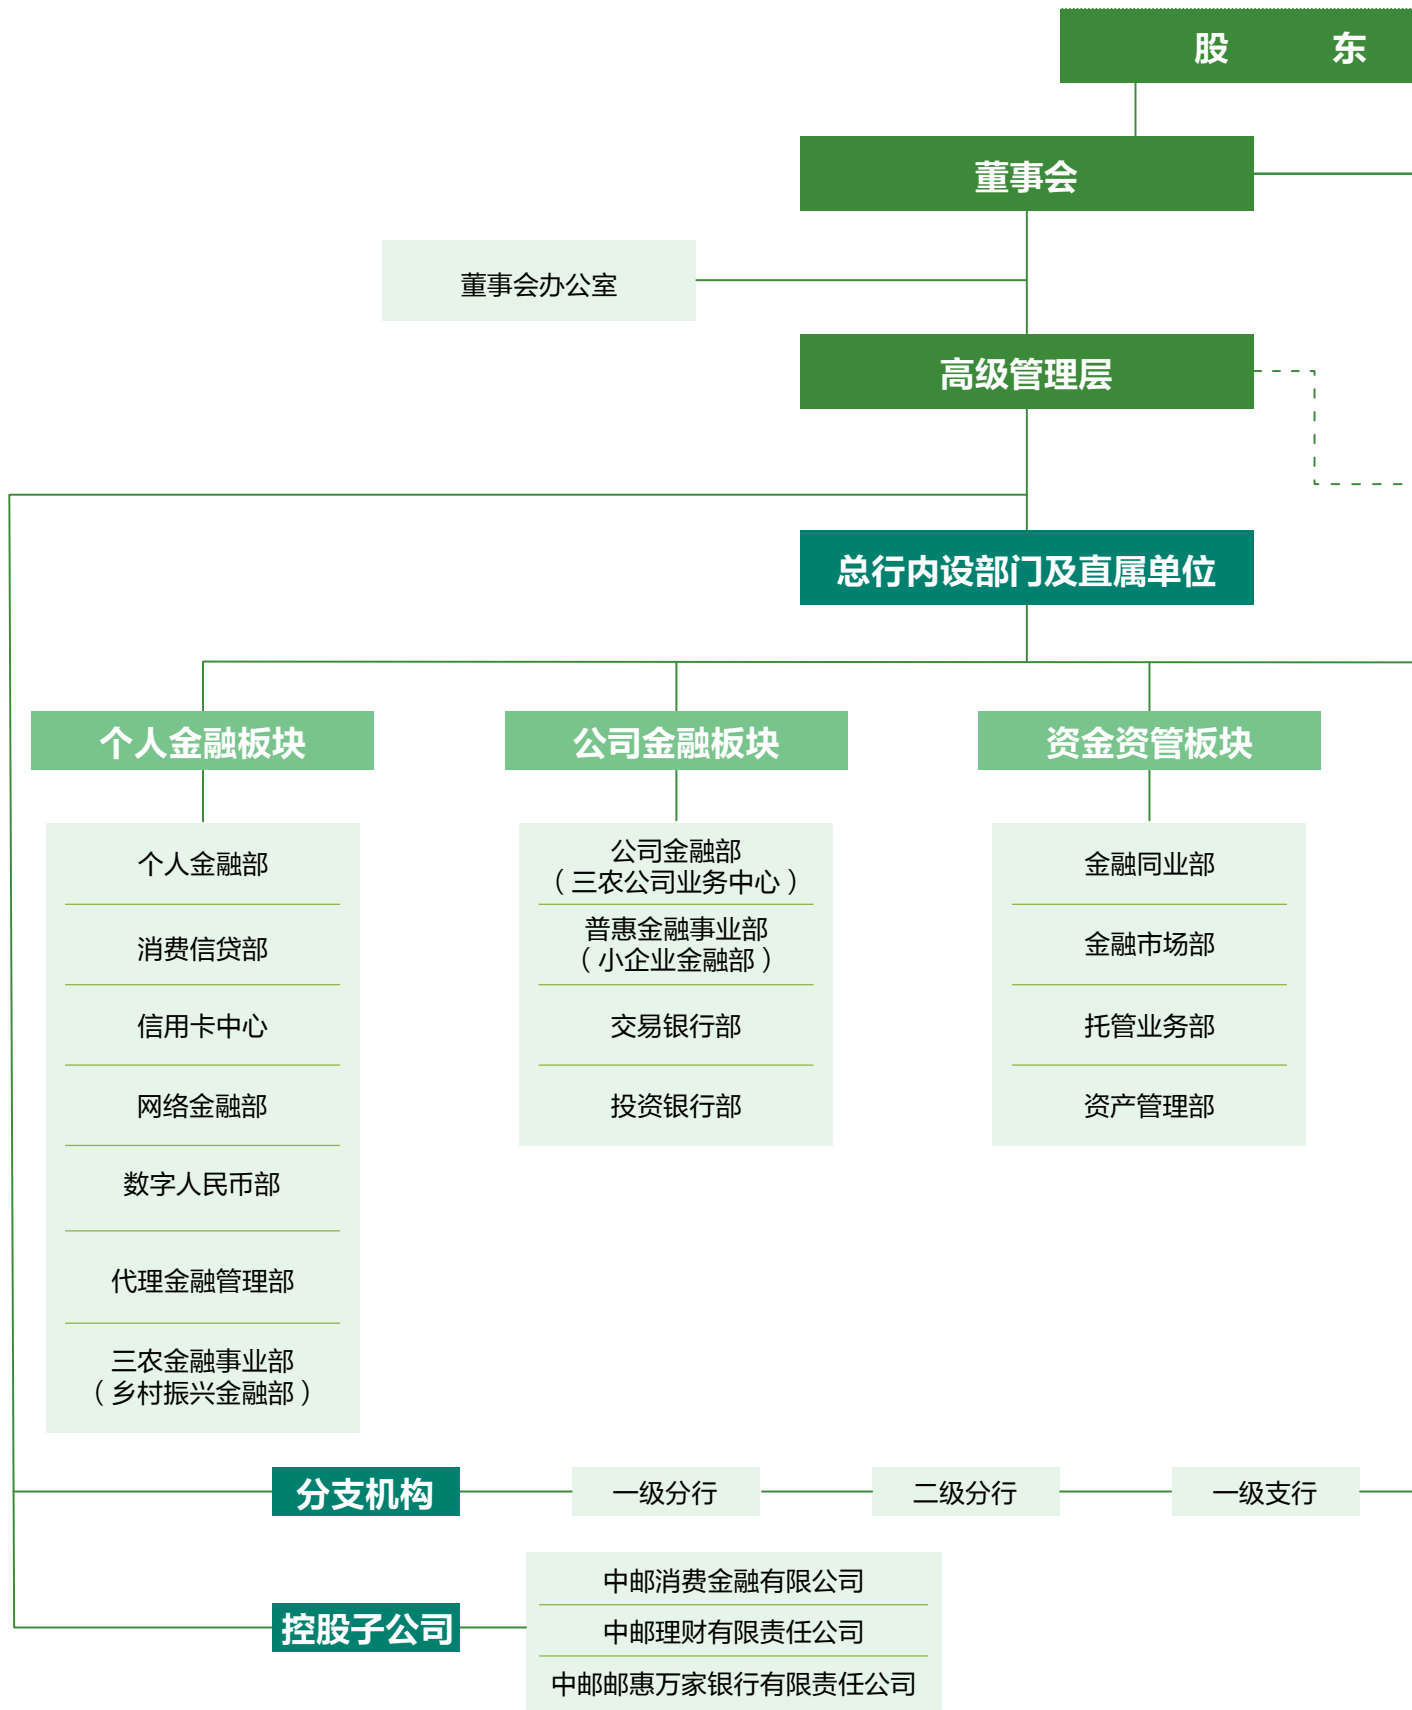 股 东
董事会
董事会办公室
高级管理层
总行内设部门及直属单位
个人金融板块
个人金融部
消费信贷部
信用卡中心
网络金融部
数字人民币部
代理金融管理部
三农金融事业部
（乡村振兴金融部）
公司金融板块
公司金融部
（三农公司业务中心）
普惠金融事业部
（小企业金融部）
交易银行部
投资银行部
资金资管板块
金融同业部
金融市场部
托管业务部
资产管理部
分支机构
一级分行
二级分行
一级支行
控股子公司
中邮消费金融有限公司
中邮理财有限责任公司
中邮邮惠万家银行有限责任公司